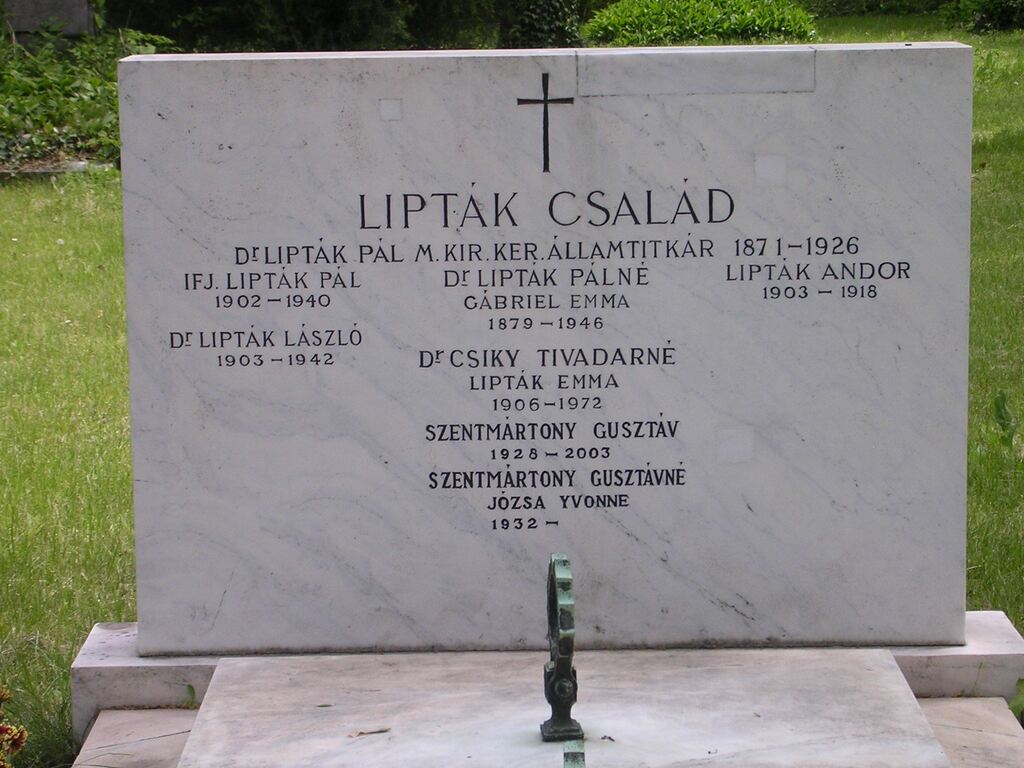 LIPTÁK CSALÁD
Dr LIPTÁK PÁL M. KIR. KER. ÁLLAMTITKÁR 1871-1926
IFJ. LIPTÁK PÁL
1902-1940
Dr LIPTÁK PÁLNÉ
GÁBRIEL EMMA
1879-1946
LIPTÁK ANDOR
1903-1918
Dr LIPTÁK LÁSZLÓ
1903-1942
Dr CSIKY TIVADARNÉ
LIPTÁK EMMA
1906-1972
SZENTMÁRTONY GUSZTÁV
1928-2003
SZENTMÁRTONY GUSZTÁVNÉ
JÓZSA YVONNE
1932-